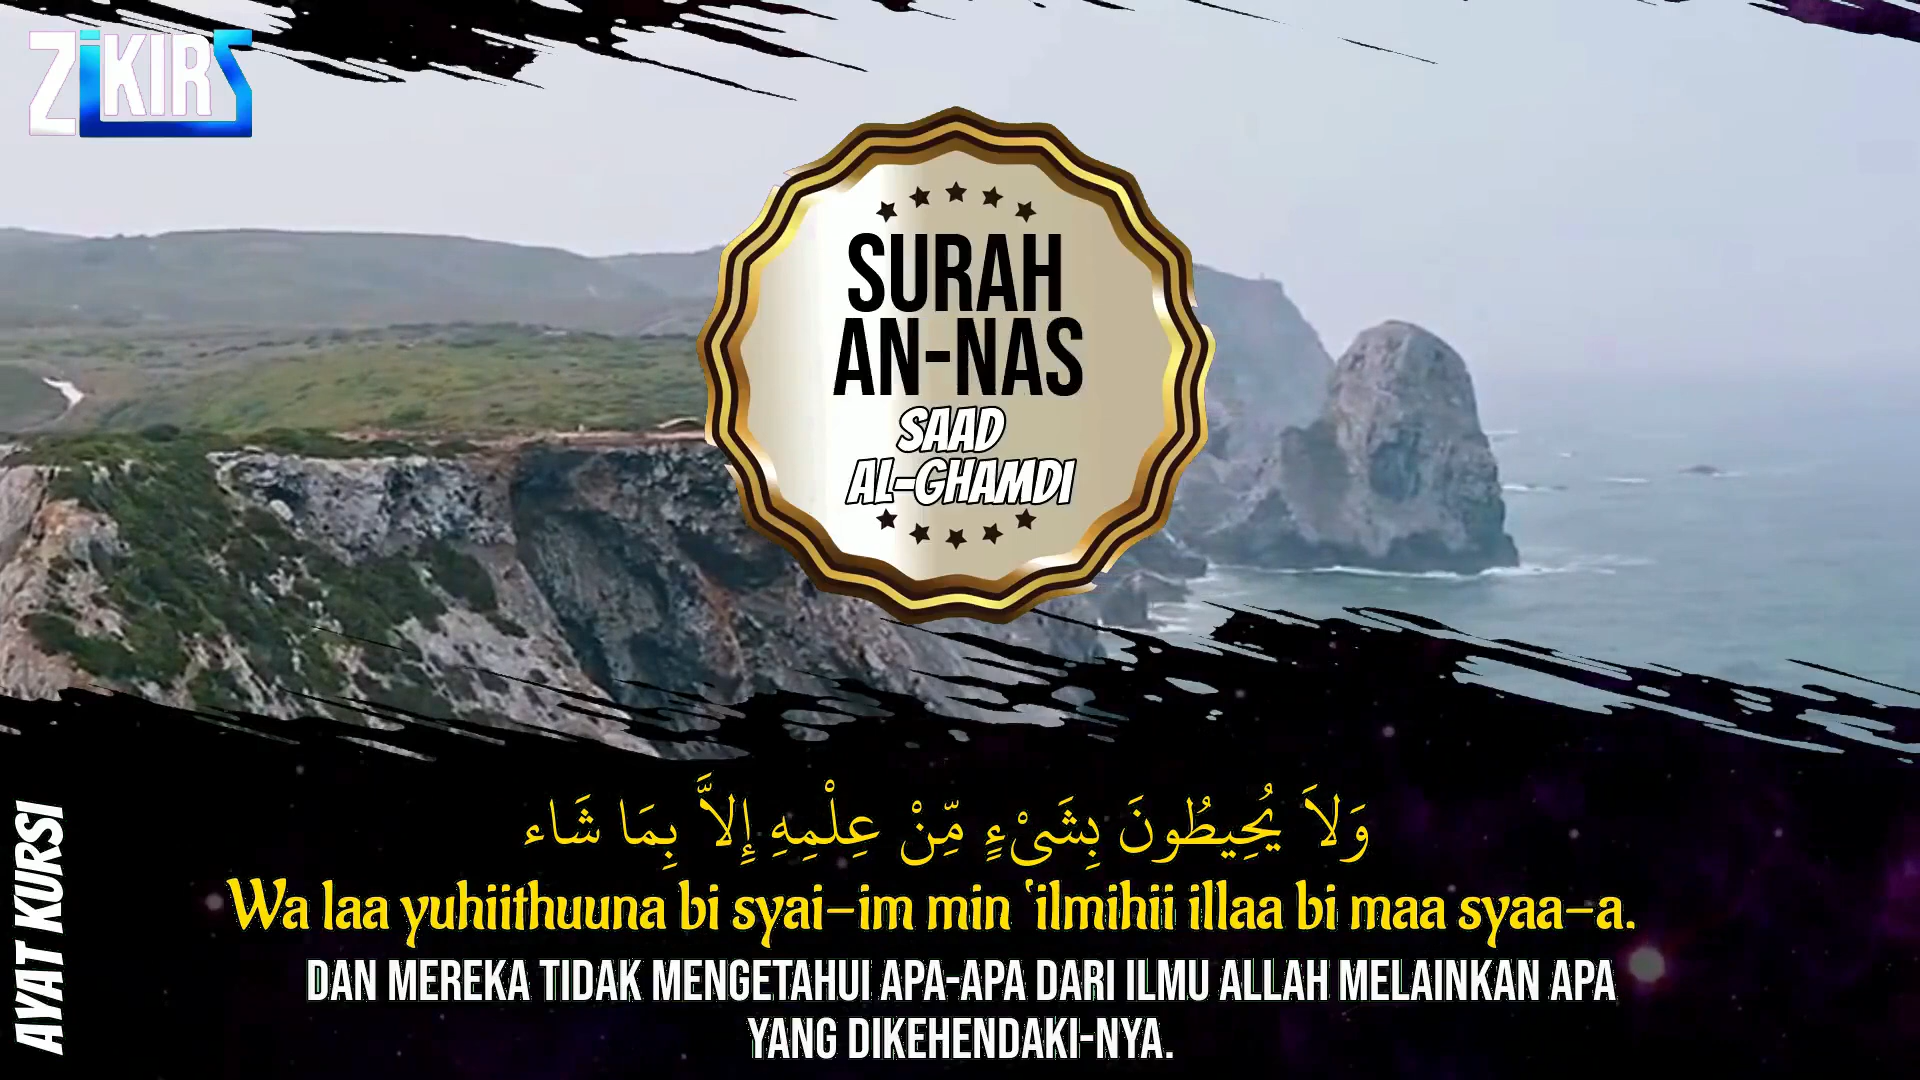 ZIKIRS
SURAH
AN-NAS
SAAD
AL-GHAMDI
وَلاَ يُحِيطُونَ بِشَىْءٍ مِّنْ عِلْمِهِ إِلاَّ بِمَا شَاء
Wa laa yuhiithuuna bi syai-im min 'ilmihii illaa bi maa syaa-a.
DAN MEREKA TIDAK MENGETAHUI APA-APA DARI ILMU ALLAH MELAINKAN APA
YANG DIKEHENDAKI-NYA.
AYAT KURSI